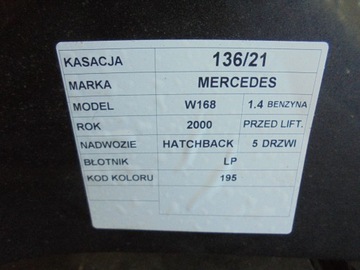 KASACJA 136/21
MARKA MERCEDES
MODEL W168 1.4 BENZYNA
ROK 2000 PRZED LIFT.
NADWOZIE HATCHBACK 5 DRZWI
BŁOTNIK LP
KOD KOLORU 195